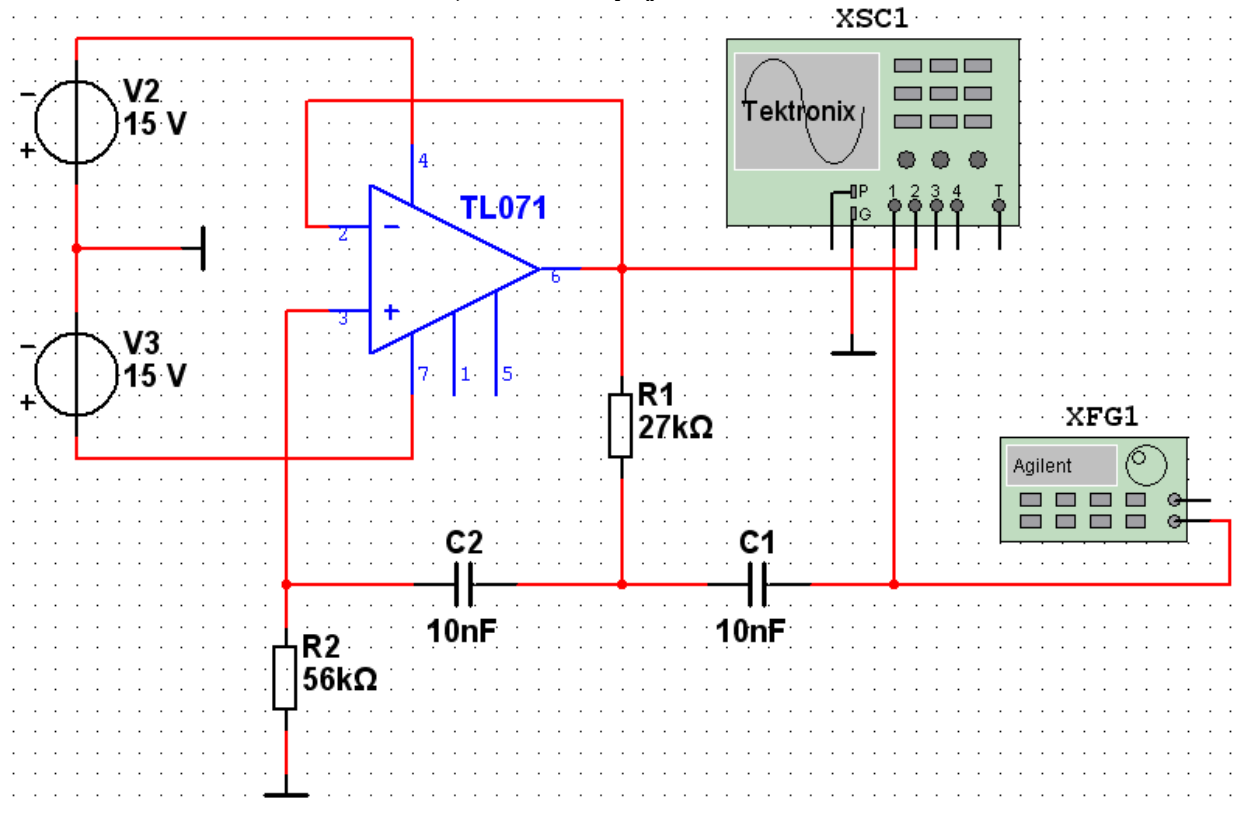 XSC1
Tektronix
P
G
1 2 3 4 T
V2
15 V
−
+
4
TL071
2
−
6
3
+
7 1 5
V3
15 V
−
+
R1
27kΩ
XFG1
Agilent
C2
10nF
C1
10nF
R2
56kΩ